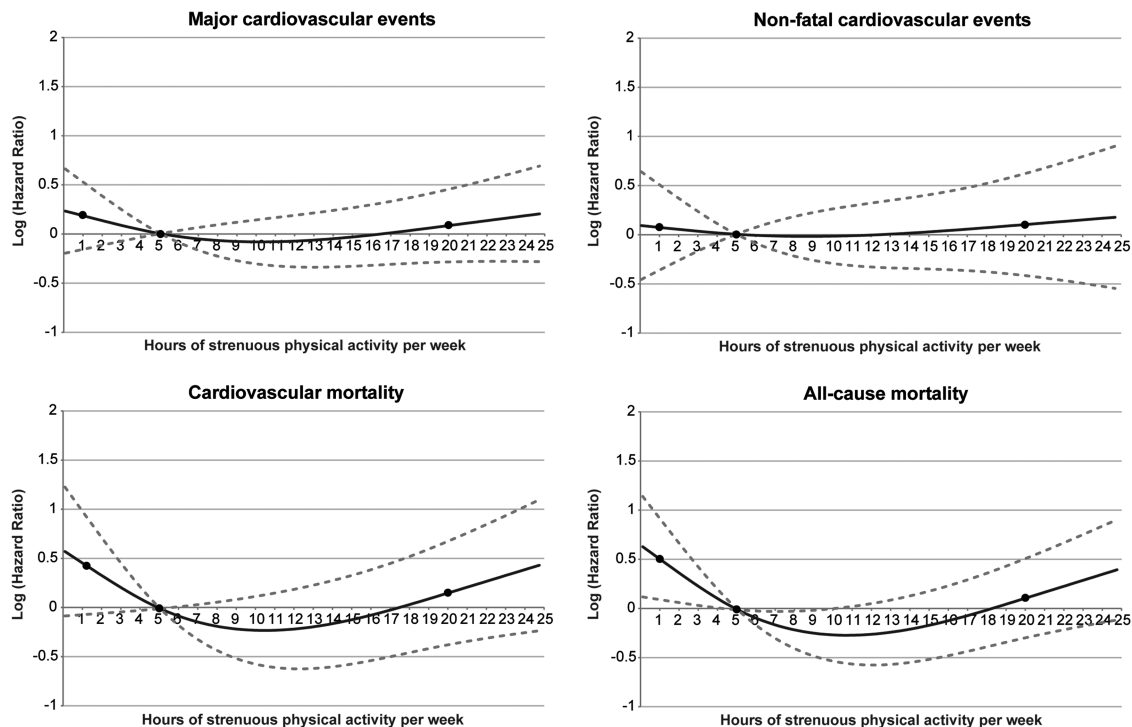 Major cardiovascular events
2
1.5
1
0.5
0
-0.5
-1
Log (Hazard Ratio)
1 2 3 4 5 6 7 8 9 10 11 12 13 14 15 16 17 18 19 20 21 22 23 24 25
Hours of strenuous physical activity per week
Non-fatal cardiovascular events
2
1.5
1
0.5
0
-0.5
-1
Log (Hazard Ratio)
1 2 3 4 5 6 7 8 9 10 11 12 13 14 15 16 17 18 19 20 21 22 23 24 25
Hours of strenuous physical activity per week
Cardiovascular mortality
2
1.5
1
0.5
0
-0.5
-1
Log (Hazard Ratio)
1 2 3 4 5 6 7 8 9 10 11 12 13 14 15 16 17 18 19 20 21 22 23 24 25
Hours of strenuous physical activity per week
All-cause mortality
2
1.5
1
0.5
0
-0.5
-1
Log (Hazard Ratio)
1 2 3 4 5 6 7 8 9 10 11 12 13 14 15 16 17 18 19 20 21 22 23 24 25
Hours of strenuous physical activity per week